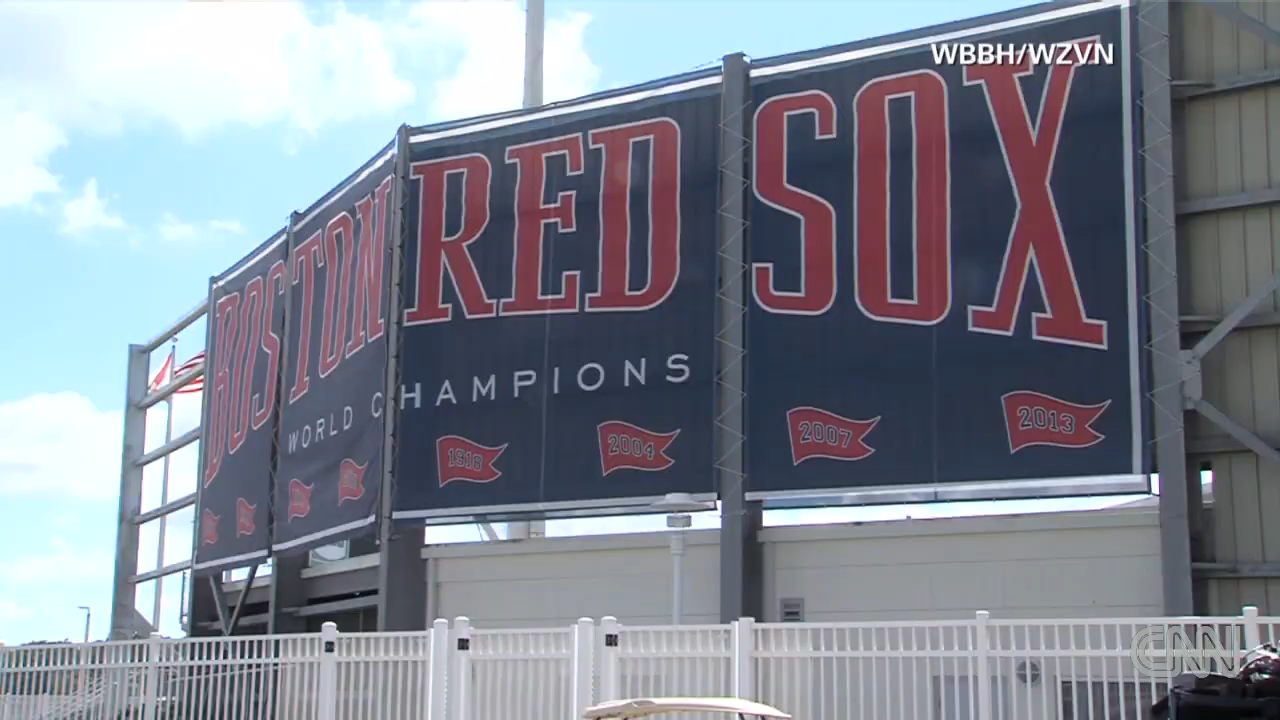 WBBH/WZVN
BOSTON RED SOX
WORLD CHAMPIONS
1918 2004 2007 2013
CNN